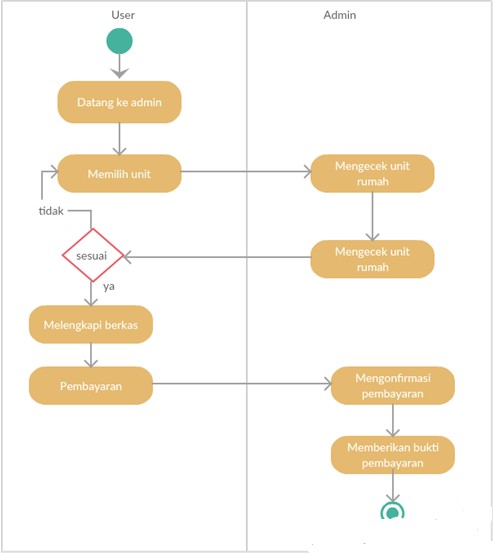 User
Admin
Datang ke admin
Memilih unit
Mengecek unit
rumah
tidak
sesuai
Mengecek unit
rumah
ya
Melengkapi berkas
Pembayaran
Mengonfirmasi
pembayaran
Memberikan bukti
pembayaran